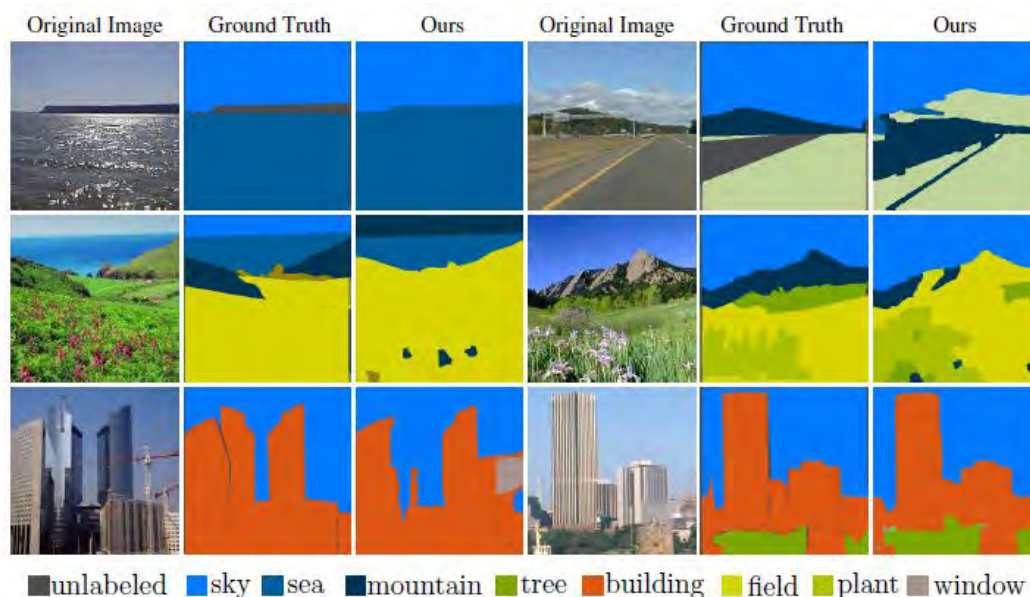 Original Image Ground Truth Ours Original Image Ground Truth Ours
unlabeled sky sea mountain tree building field plant window